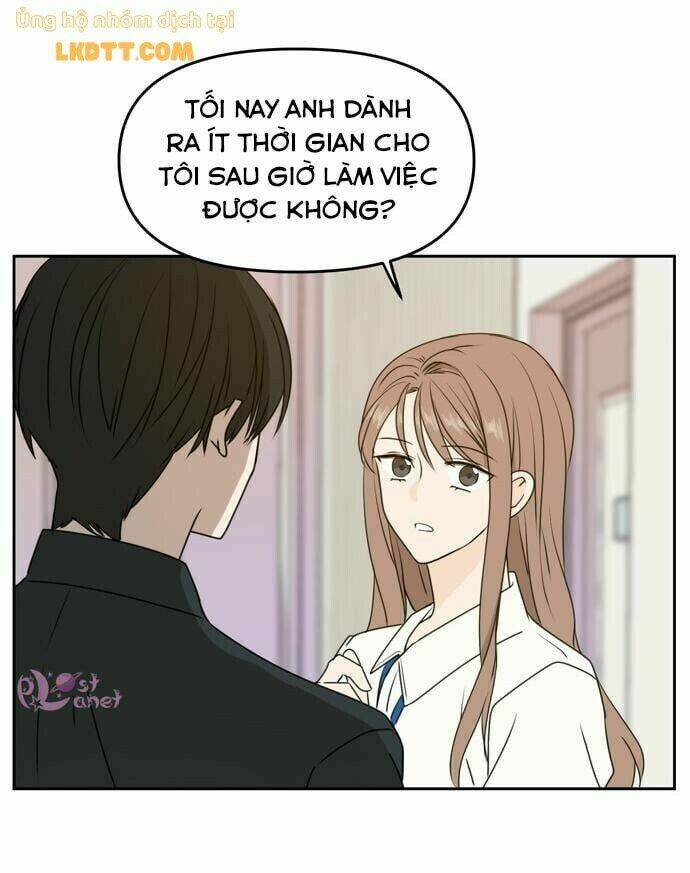 Ủng hộ nhóm dịch tại
LKDTT.COM
TỐI NAY ANH DÀNH
RA ÍT THỜI GIAN CHO
TÔI SAU GIỜ LÀM VIỆC
ĐƯỢC KHÔNG?
Lost
Planet